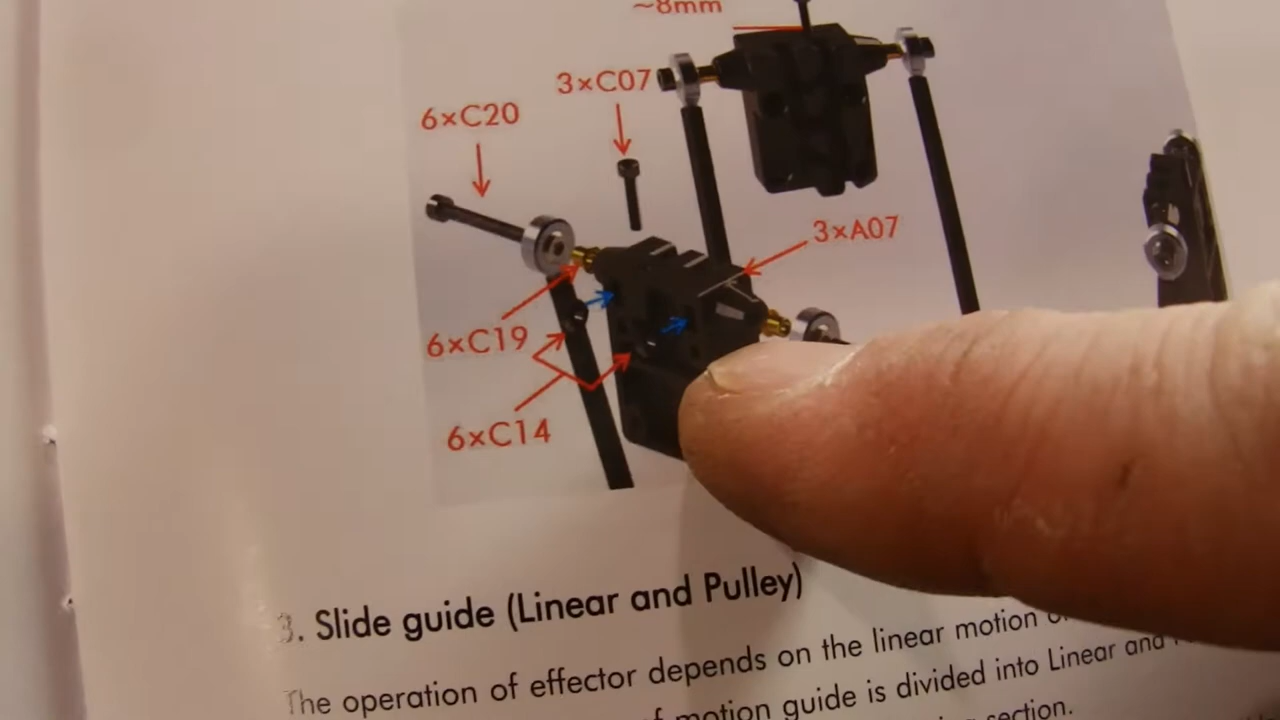 ~8mm
3×C07
6×C20
3×A07
6×C19
6×C14
3. Slide guide (Linear and Pulley)
The operation of effector depends on the linear motion
motion guide is divided into Linear and
section.